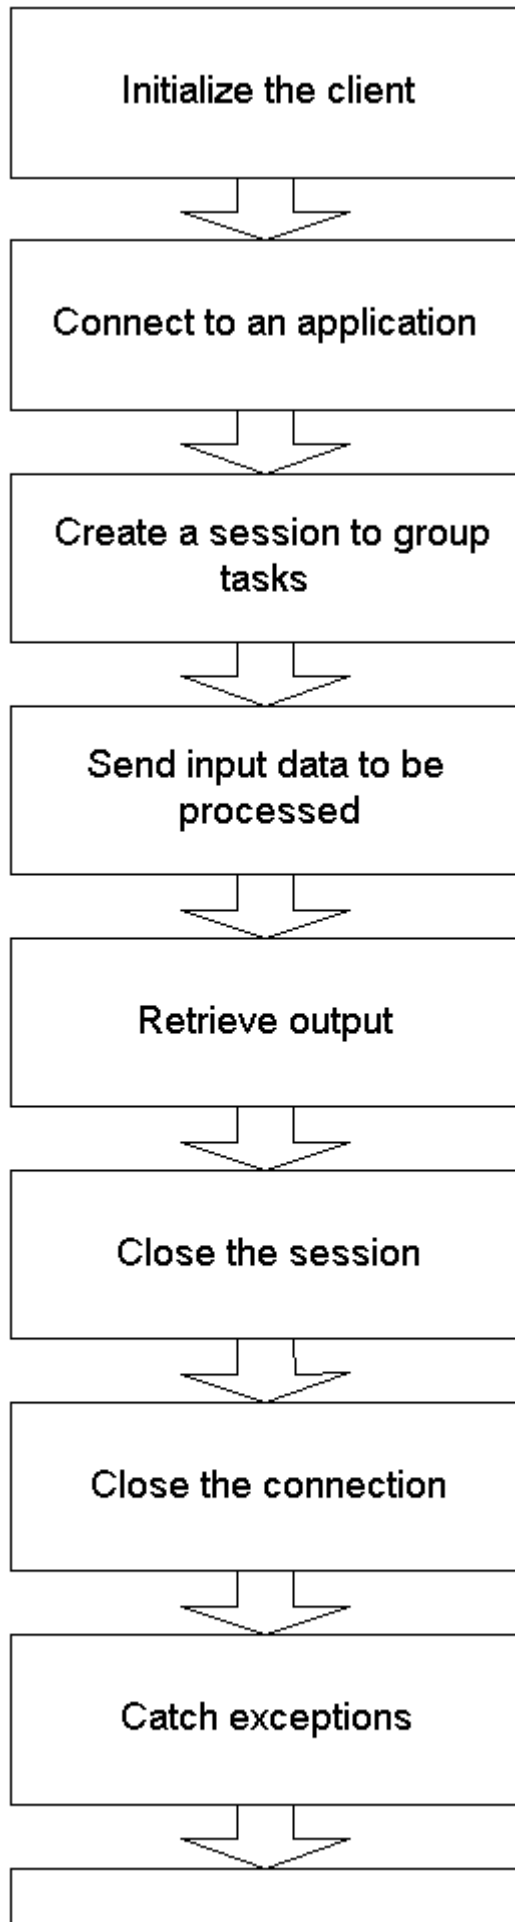 Initialize the client
Connect to an application
Create a session to group
tasks
Send input data to be
processed
Retrieve output
Close the session
Close the connection
Catch exceptions